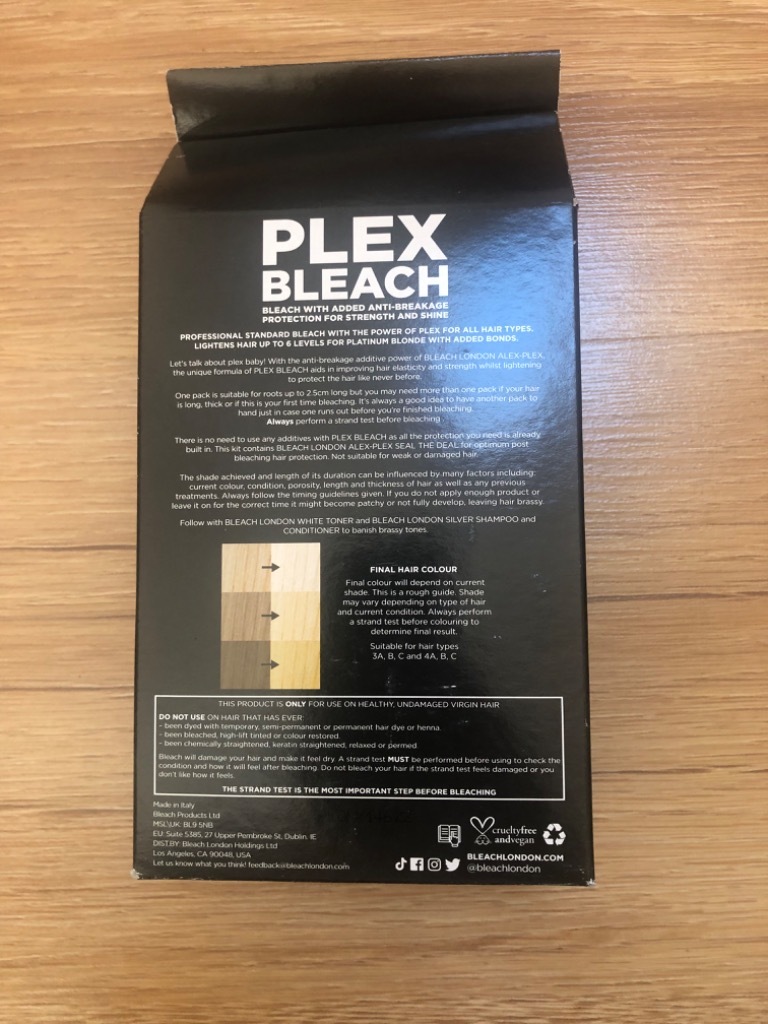 PLEX
BLEACH
BLEACH WITH ADDED ANTI-BREAKAGE
PROTECTION FOR STRENGTH AND SHINE
PROFESSIONAL STANDARD BLEACH WITH THE POWER OF PLEX FOR ALL HAIR TYPES.
LIGHTENS HAIR UP TO 6 LEVELS FOR PLATINUM BLONDE WITH ADDED BONDS.
Let's talk about plex baby! With the anti-breakage additive power of BLEACH LONDON ALEX-PLEX,
the unique formula of PLEX BLEACH aids in improving hair elasticity and strength whilst lightening
to protect the hair like never before.
One pack is suitable for roots up to 2.5cm long but you may need more than one pack if your hair
is long, thick or if this is your first time bleaching. It's always a good idea to have another pack to
hand just in case one runs out before you're finished bleaching.
Always perform a strand test before bleaching.
There is no need to use any additives with PLEX BLEACH as all the protection you need is already
built in. This kit contains BLEACH LONDON ALEX-PLEX SEAL THE DEAL for optimum post
bleaching hair protection. Not suitable for weak or damaged hair.
The shade achieved and length of its duration can be influenced by many factors including:
current colour, condition, porosity, length and thickness of hair as well as any previous
treatments. Always follow the timing guidelines given. If you do not apply enough product or
leave it on for the correct time it might become patchy or not fully develop, leaving hair brassy.
Follow with BLEACH LONDON WHITE TONER and BLEACH LONDON SILVER SHAMPOO and
CONDITIONER to banish brassy tones.
FINAL HAIR COLOUR
Final colour will depend on current
shade. This is a rough guide. Shade
may vary depending on type of hair
and current condition. Always perform
a strand test before colouring to
determine final result.
Suitable for hair types
3A, B, C and 4A, B, C
THIS PRODUCT IS ONLY FOR USE ON HEALTHY, UNDAMAGED VIRGIN HAIR
DO NOT USE ON HAIR THAT HAS EVER:
- been dyed with temporary, semi-permanent or permanent hair dye or henna.
- been bleached, high-lift tinted or colour restored.
- been chemically straightened, keratin straightened, relaxed or permed.
Bleach will damage your hair and make it feel dry. A strand test MUST be performed before using to check the
condition and how it will feel after bleaching. Do not bleach your hair if the strand test feels damaged or you
don't like how it feels.
THE STRAND TEST IS THE MOST IMPORTANT STEP BEFORE BLEACHING
Made in Italy
Bleach Products Ltd
MSL\UK: BL9 5NB
EU: Suite 5385, 27 Upper Pembroke St, Dublin. IE
DIST.BY: Bleach London Holdings Ltd
Los Angeles, CA 90048, USA
Let us know what you think! feedback@bleachlondon.com
crueltyfree
andvegan
BLEACHLONDON.COM
@bleachlondon